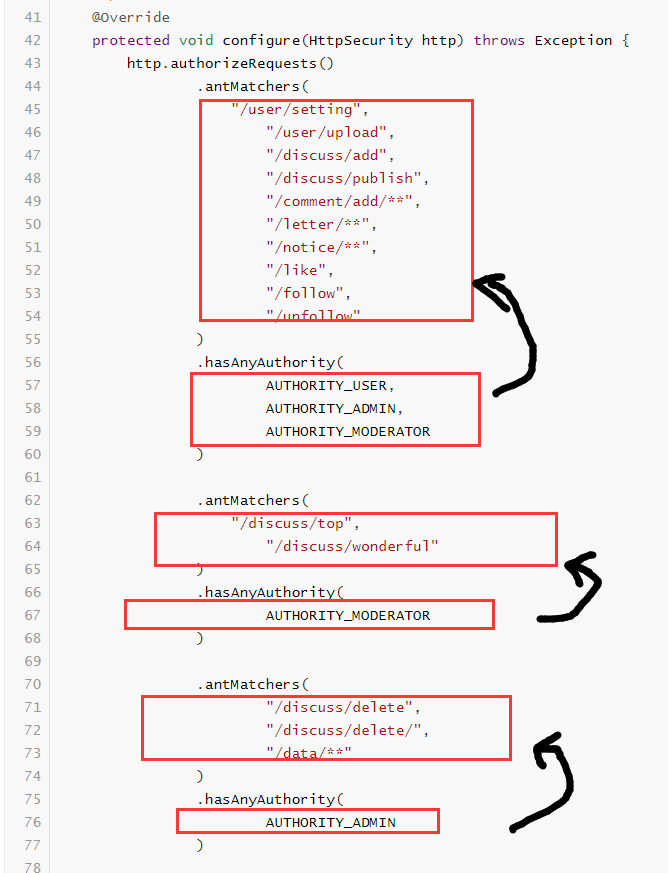 41 @Override
42 protected void configure(HttpSecurity http) throws Exception {
43 http.authorizeRequests()
44 .antMatchers(
45 "/user/setting",
46 "/user/upload",
47 "/discuss/add",
48 "/discuss/publish",
49 "/comment/add/**",
50 "/letter/**",
51 "/notice/**",
52 "/like",
53 "/follow",
54 "/unfollow"
55 )
56 .hasAnyAuthority(
57 AUTHORITY_USER,
58 AUTHORITY_ADMIN,
59 AUTHORITY_MODERATOR
60 )
61
62 .antMatchers(
63 "/discuss/top",
64 "/discuss/wonderful"
65 )
66 .hasAnyAuthority(
67 AUTHORITY_MODERATOR
68 )
69
70 .antMatchers(
71 "/discuss/delete",
72 "/discuss/delete/",
73 "/data/**"
74 )
75 .hasAnyAuthority(
76 AUTHORITY_ADMIN
77 )
78